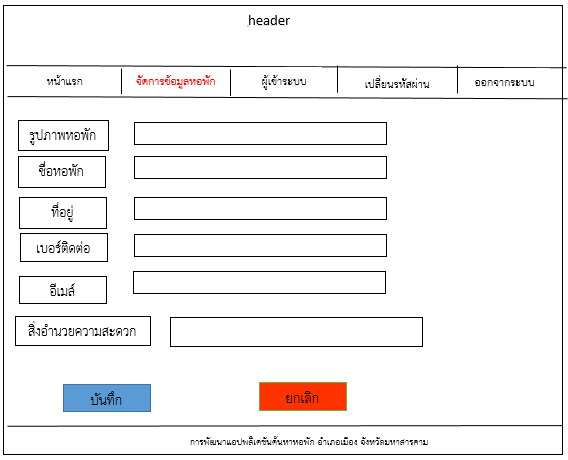 header
หน้าแรก จัดการข้อมูลหอพัก ผู้เข้าระบบ เปลี่ยนรหัสผ่าน ออกจากระบบ
รูปภาพหอพัก
ชื่อหอพัก
ที่อยู่
เบอร์ติดต่อ
อีเมล์
สิ่งอำนวยความสะดวก
บันทึก ยกเลิก
การพัฒนาแอปพลิเคชันค้นหาหอพัก อำเภอเมือง จังหวัดมหาสารคาม